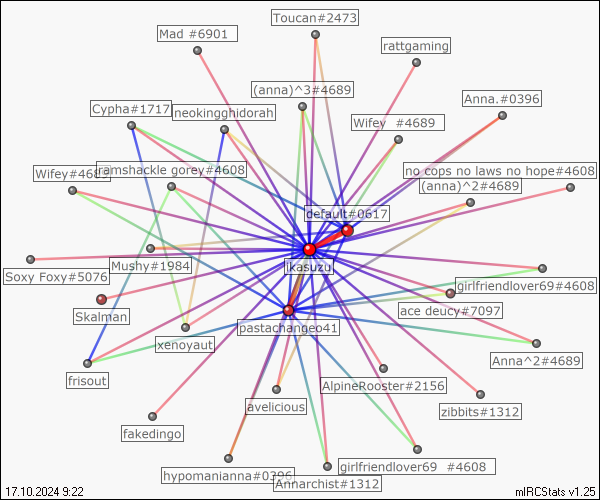 Toucan#2473
Mad #6901
rattgaming
(anna)^3#4689
Anna.#0396
Cypha#1717
neokingghidorah
Wifey #4689
no cops no laws no hope#4608
ramshackle gorey#4608
(anna)^2#4689
default#0617
Mushy#1984
ikasuzu
Soxy Foxy#5076
girlfriendlover69#4608
ace deucy#7097
Skalman
pastachangeo41
xenoyaut
Anna^2#4689
frisout
AlpineRooster#2156
avelicious
zibbits#1312
fakedingo
girlfriendlover69 #4608
hypomanianna#0396
Annarchist#1312
17.10.2024 9:22
mIRCStats v1.25